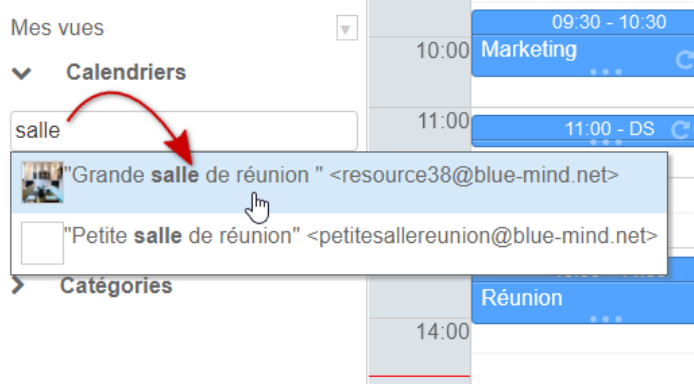 Mes vues
Calendriers
salle
"Grande salle de réunion " <resource38@blue-mind.net>
"Petite salle de réunion" <petitesallereunion@blue-mind.net>
Catégories
10:00
11:00
14:00
09:30 - 10:30
Marketing
11:00 - DS
Réunion